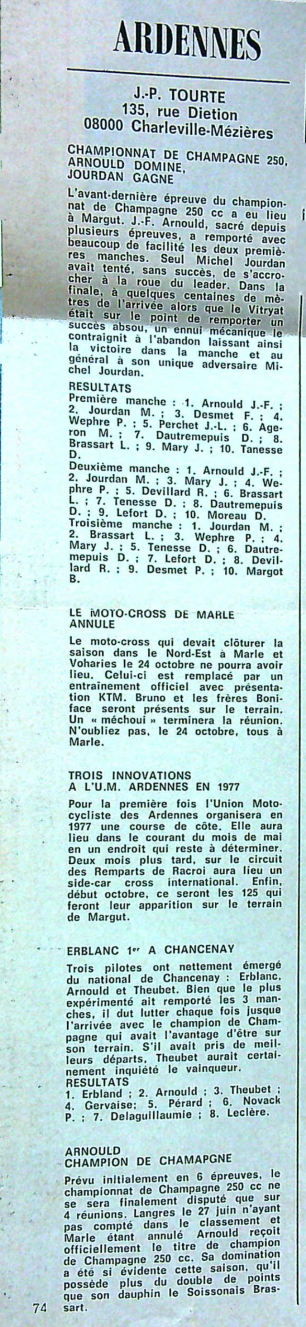 ARDENNES
J.-P. TOURTE
135, rue Dietion
08000 Charleville-Mézières
CHAMPIONNAT DE CHAMPAGNE 250,
ARNOULD DOMINE,
JOURDAN GAGNE
L'avant-dernière épreuve du champion-
nat de Champagne 250 cc a eu lieu
à Margut. J.-F. Arnould, sacré depuis
plusieurs épreuves, a remporté avec
beaucoup de facilité les deux premiè-
res manches. Seul Michel Jourdan
avait tenté, sans succès, de s'accro-
cher à la roue du leader. Dans la
finale, à quelques centaines de mè-
tres de l'arrivée alors que le Vitryat
était sur le point de remporter un
succès absou, un ennui mécanique le
contraignit à l'abandon laissant ainsi
la victoire dans la manche et au
général à son unique adversaire Mi-
chel Jourdan.
RESULTATS
Première manche : 1. Arnould J.-F. ;
2. Jourdan M. ; 3. Desmet F. ; 4.
Wephre P. ; 5. Perchet J.-L. ; 6. Age-
ron M. ; 7. Dautremepuis D. ; 8.
Brassart L. ; 9. Mary J. ; 10. Tanesse
D.
Deuxième manche : 1. Arnould J.-F. ;
2. Jourdan M. ; 3. Mary J. ; 4. We-
phre P. ; 5. Devillard R. ; 6. Brassart
L. ; 7. Tenesse D. ; 8. Dautremepuis
D. ; 9. Lefort D. ; 10. Moreau D.
Troisième manche : 1. Jourdan M. ;
2. Brassart L. ; 3. Wephre P. ; 4.
Mary J. ; 5. Tenesse D. ; 6. Dautre-
mepuis D. ; 7. Lefort D. ; 8. Devil-
lard R. ; 9. Desmet P. ; 10. Margot
B.
LE MOTO-CROSS DE MARLE
ANNULE
Le moto-cross qui devait clôturer la
saison dans le Nord-Est à Marle et
Voharies le 24 octobre ne pourra avoir
lieu. Celui-ci est remplacé par un
entrainement officiel avec présenta-
tion KTM. Bruno et les frères Boni-
face seront présents sur le terrain.
Un « méchoui » terminera la réunion.
N'oubliez pas, le 24 octobre, tous à
Marle.
TROIS INNOVATIONS
A L'U.M. ARDENNES EN 1977
Pour la première fois l'Union Moto-
cycliste des Ardennes organisera en
1977 une course de côte. Elle aura
lieu dans le courant du mois de mai
en un endroit qui reste à déterminer.
Deux mois plus tard, sur le circuit
des Remparts de Racroi aura lieu un
side-car cross international. Enfin,
début octobre, ce seront les 125 qui
feront leur apparition sur le terrain
de Margut.
ERBLANC 1er A CHANCENAY
Trois pilotes ont nettement émergé
du national de Chancenay : Erblanc,
Arnould et Theubet. Bien que le plus
expérimenté ait remporté les 3 man-
ches, il dut lutter chaque fois jusque
l'arrivée avec le champion de Cham-
pagne qui avait l'avantage d'être sur
son terrain. S'il avait pris de meil-
leurs départs, Theubet aurait certai-
nement inquiété le vainqueur.
RESULTATS
1. Erbland ; 2. Arnould ; 3. Theubet ;
4. Gervaise; 5. Pérard ; 6. Novack
P. ; 7. Delaguillaumie ; 8. Leclère.
ARNOULD
CHAMPION DE CHAMAPGNE
Prévu initialement en 6 épreuves, le
championnat de Champagne 250 cc ne
se sera finalement disputé que sur
4 réunions. Langres le 27 juin n'ayant
pas compté dans le classement et
Marle étant annulé Arnould reçoit
officiellement le titre de champion
de Champagne 250 cc. Sa domination
a été si évidente cette saison, qu'il
possède plus du double de points
que son dauphin le Soissonais Bras-
sart.
74